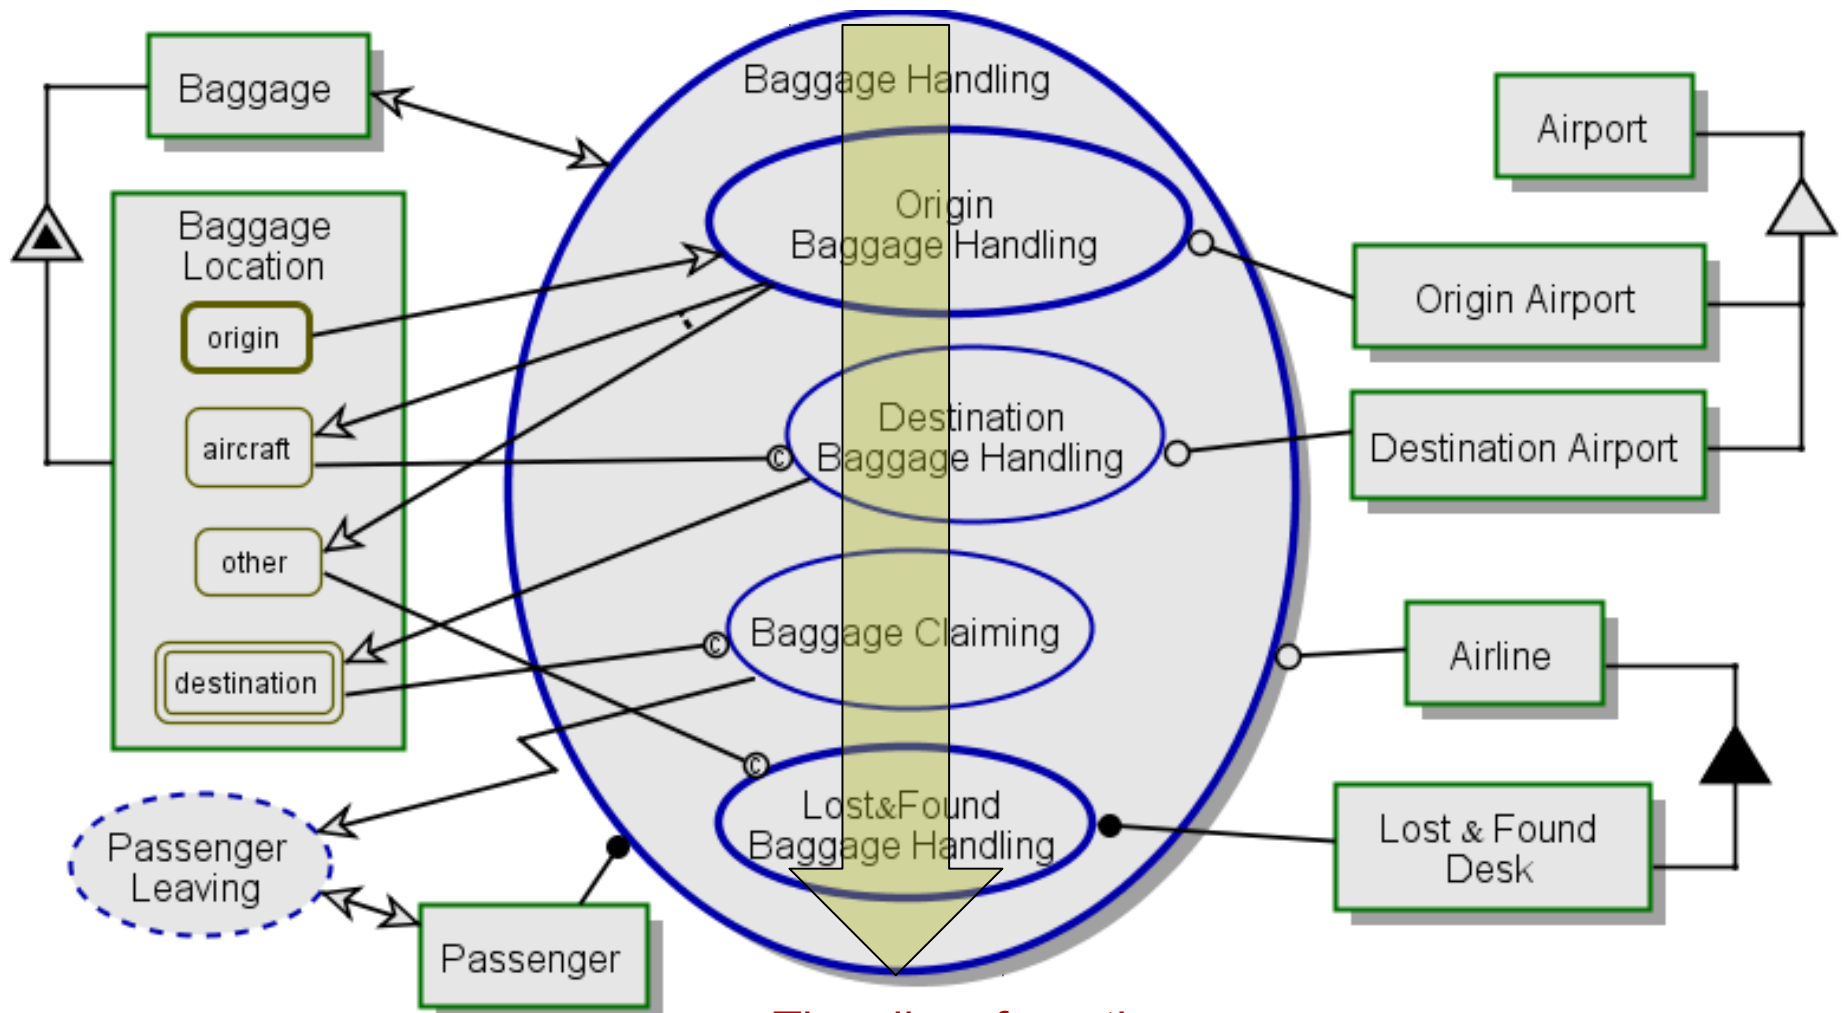 Baggage Handling
Baggage
Airport
Origin
Baggage Handling
Baggage
Location
origin
Origin Airport
aircraft
Destination
Baggage Handling
Destination Airport
other
Baggage Claiming
Airline
destination
Lost&Found
Baggage Handling
Lost & Found
Desk
Passenger
Leaving
Passenger
C
C
C